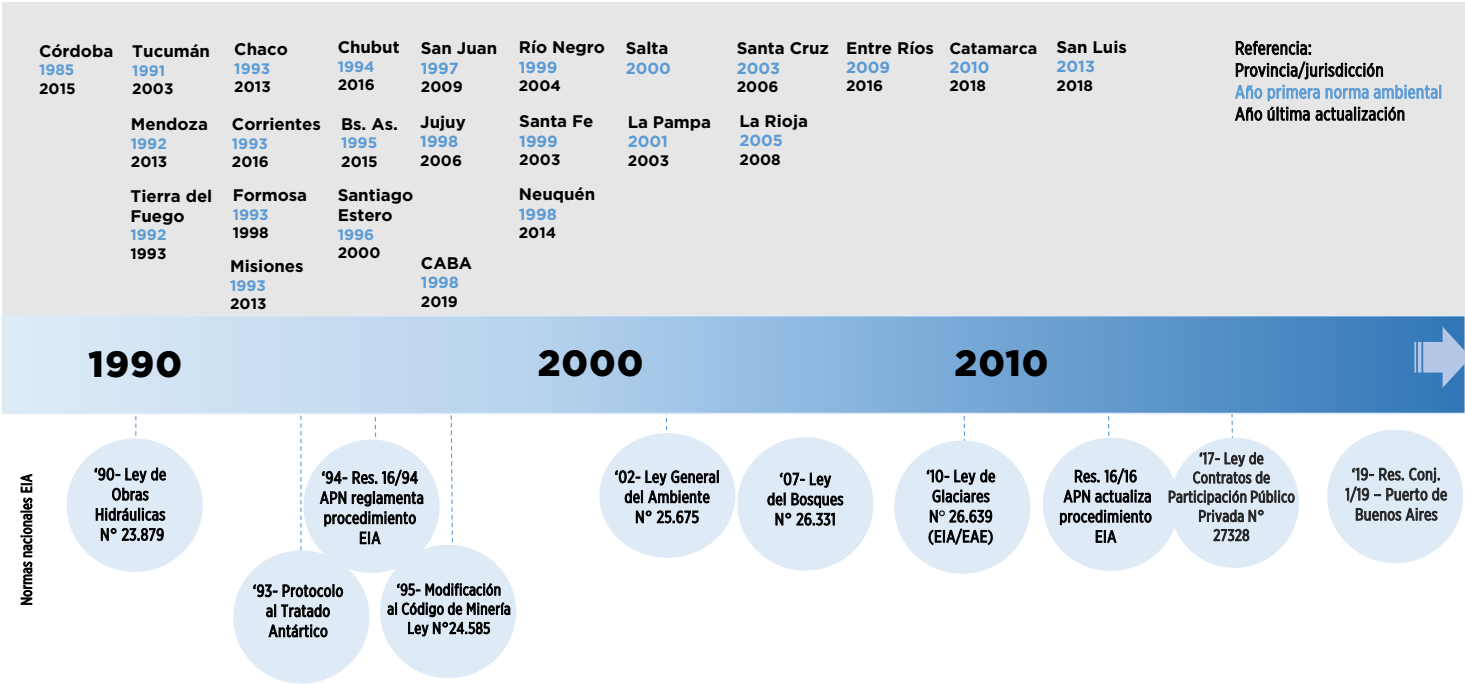 Córdoba
1985
2015
Tucumán
1991
2003
Mendoza
1992
2013
Tierra del
Fuego
1992
1993
Chaco
1993
2013
Corrientes
1993
2016
Formosa
1993
1998
Misiones
1993
2013
Chubut
1994
2016
Bs. As.
1995
2015
Santiago
Estero
1996
2000
San Juan
1997
2009
Jujuy
1998
2006
CABA
1998
2019
Río Negro
1999
2004
Santa Fe
1999
2003
Neuquén
1998
2014
Salta
2000
La Pampa
2001
2003
Santa Cruz
2003
2006
La Rioja
2005
2008
Entre Ríos
2009
2016
Catamarca
2010
2018
San Luis
2013
2018
Referencia:
Provincia/jurisdicción
Año primera norma ambiental
Año última actualización
1990
2000
2010
Normas nacionales EIA
‘90- Ley de
Obras
Hidráulicas
N° 23.879
‘93- Protocolo
al Tratado
Antártico
‘94- Res. 16/94
APN reglamenta
procedimiento
EIA
‘95- Modificación
al Código de Minería
Ley N°24.585
‘02- Ley General
del Ambiente
N° 25.675
‘07- Ley
del Bosques
N° 26.331
‘10- Ley de
Glaciares
N° 26.639
(EIA/EAE)
Res. 16/16
APN actualiza
procedimiento
EIA
‘17- Ley de
Contratos de
Participación Público
Privada N°
27328
‘19- Res. Conj.
1/19 – Puerto de
Buenos Aires